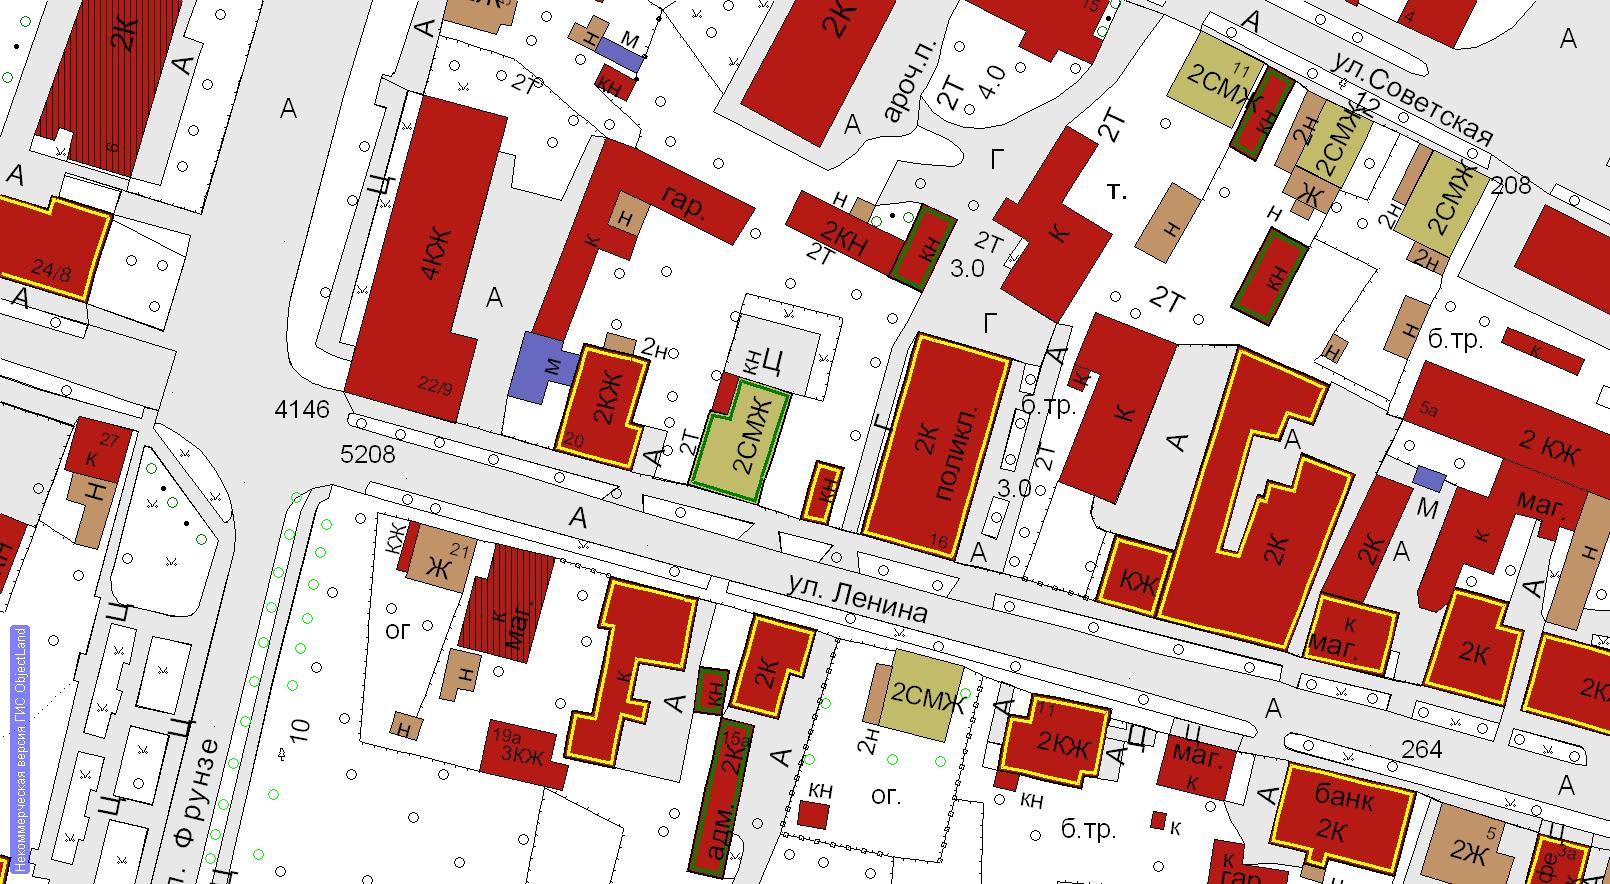 2К
А
6
А
24/8
А
А
Ц
4КЖ
22/9
А
4146
5208
27
К
Н
Ж
н
м
кн
2Т
гар.
н
к
м
2н
2КЖ
20
А
2Т
кн
Ц
2СМЖ
кн
2К
ароч.п.
2Т
4.0
15
А
н
2КН
2Т
кн
2Т
3.0
Г
Г
Г
2К
поликл.
16
А
А
б.тр.
2Т
3.0
К
т.
2Т
н
2Т
к
К
А
А
11
2СМЖ
кн
ул.Советская
12
2н
2СМЖ
Ж
н
кн
2н
2СМЖ
208
2н
4
А
н
н
б.тр.
к
5а
2 КЖ
маг.
М
А
2К
к
А
н
А
2К
КЖ
к
маг.
2К
А
ул. Ленина
КЖ
21
Ж
к
маг.
ог
н
н
19а
3КЖ
к
А
кн
15а
2К
адм.
2К
А
2н
2СМЖ
кн
ог.
А
11
2КЖ
А
Ц
Ц
маг.
к
кн
б.тр.
к
к
гар.
А
264
А
А
банк
2К
5
2Ж
Ц
3а
10
Ц
Ц
Ц
л. Фрунзе
Ц
Некоммерческая версия ГИС ObjectLand